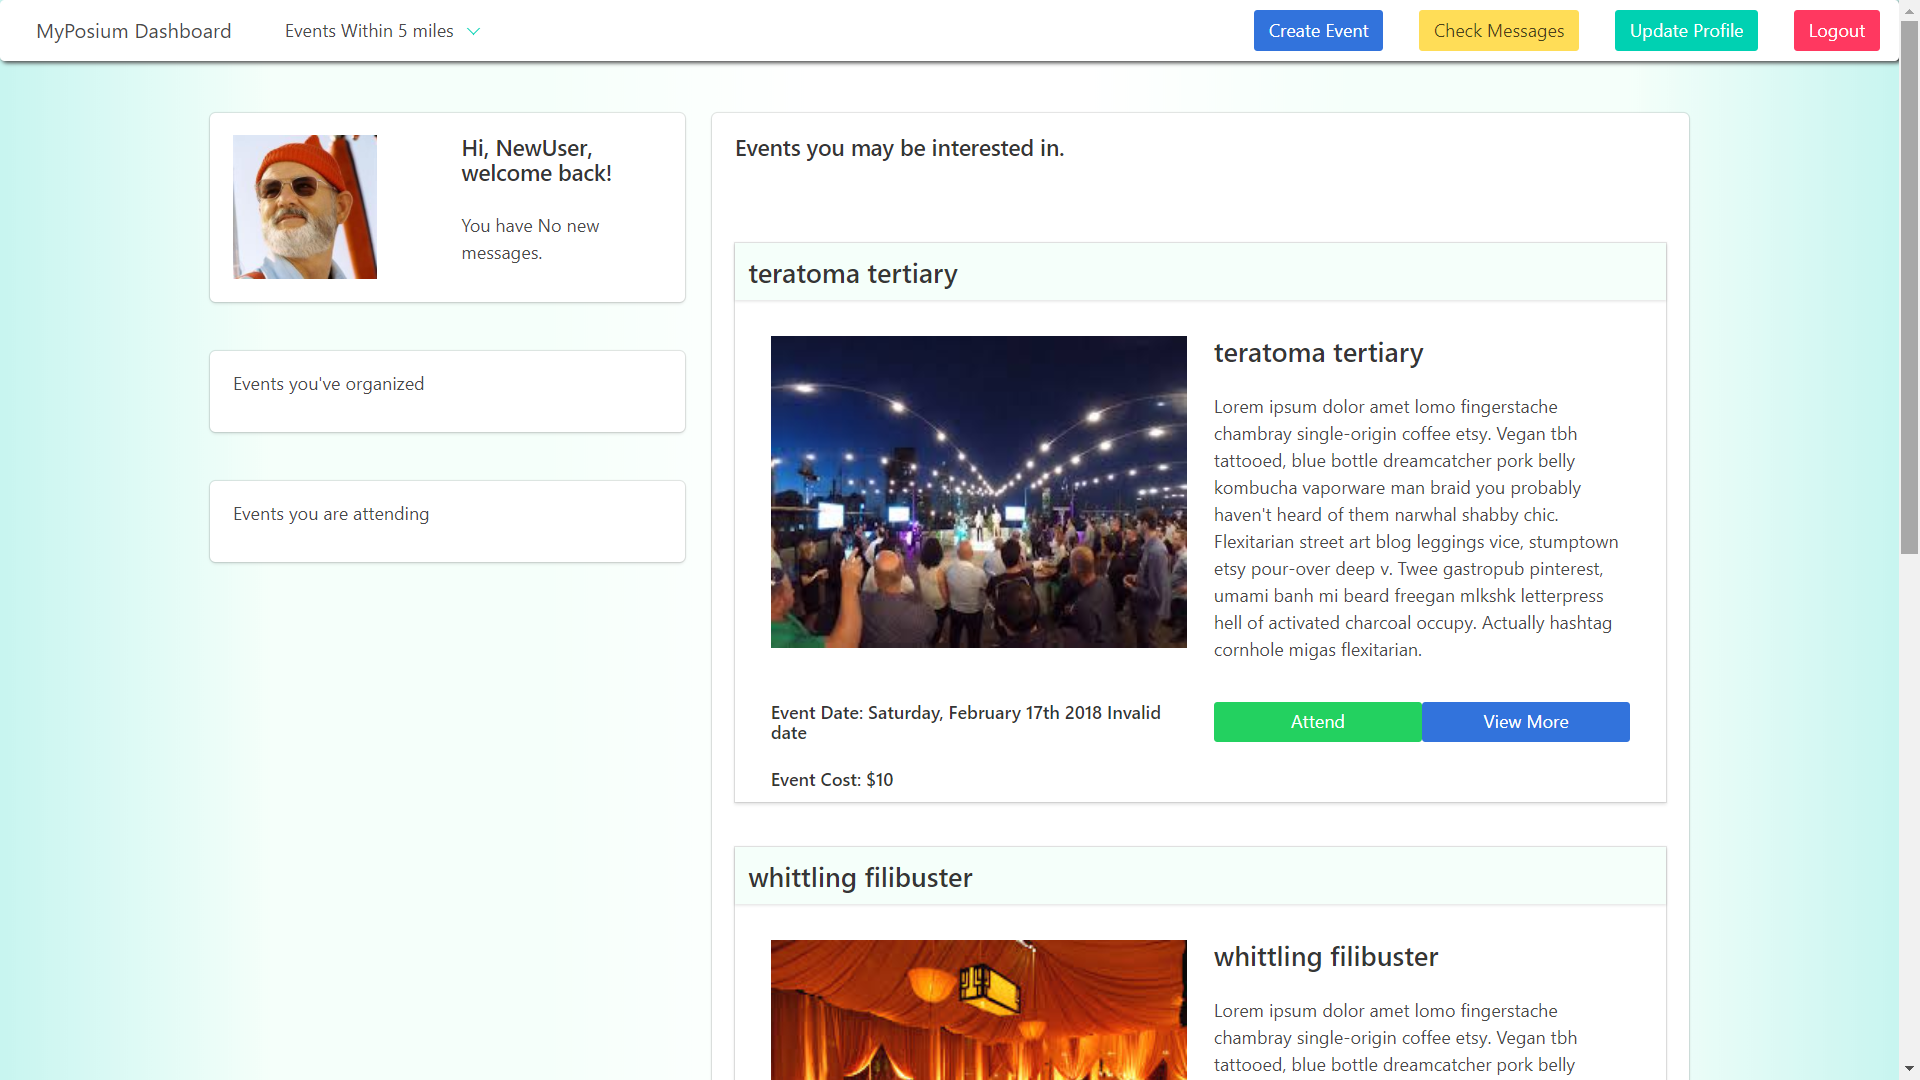 MyPosium Dashboard
Events Within 5 miles
Create Event
Check Messages
Update Profile
Logout
Hi, NewUser,
welcome back!
You have No new
messages.
Events you've organized
Events you are attending
Events you may be interested in.
teratoma tertiary
teratoma tertiary
Lorem ipsum dolor amet lomo fingerstache
chambray single-origin coffee etsy. Vegan tbh
tattooed, blue bottle dreamcatcher pork belly
kombucha vaporware man braid you probably
haven't heard of them narwhal shabby chic.
Flexitarian street art blog leggings vice, stumptown
etsy pour-over deep v. Twee gastropub pinterest,
umami banh mi beard freegan mlkshk letterpress
hell of activated charcoal occupy. Actually hashtag
cornhole migas flexitarian.
Event Date: Saturday, February 17th 2018 Invalid
date
Event Cost: $10
Attend
View More
whittling filibuster
whittling filibuster
Lorem ipsum dolor amet lomo fingerstache
chambray single-origin coffee etsy. Vegan tbh
tattooed, blue bottle dreamcatcher pork belly